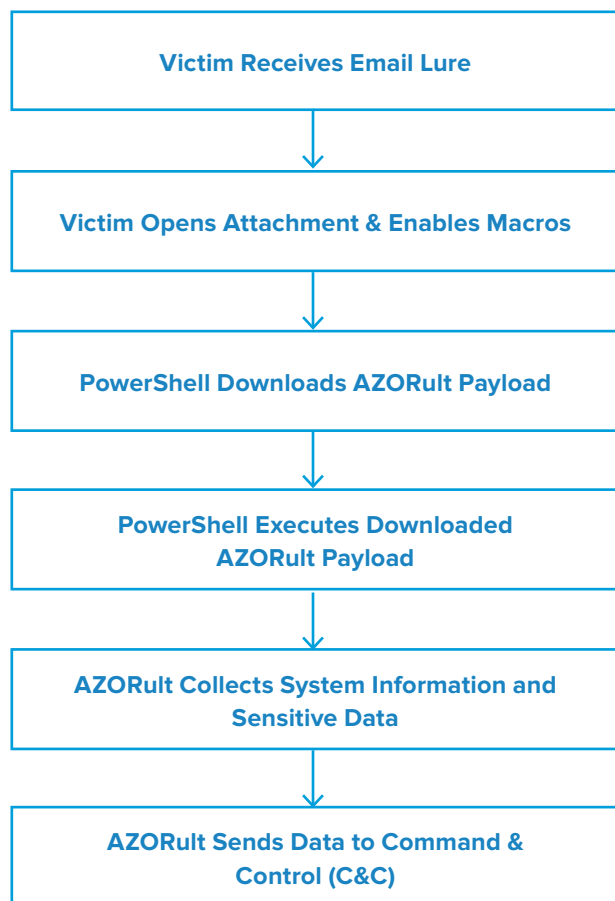 Victim Receives Email Lure
Victim Opens Attachment & Enables Macros
PowerShell Downloads AZORult Payload
PowerShell Executes Downloaded
AZORult Payload
AZORult Collects System Information and
Sensitive Data
AZORult Sends Data to Command &
Control (C&C)